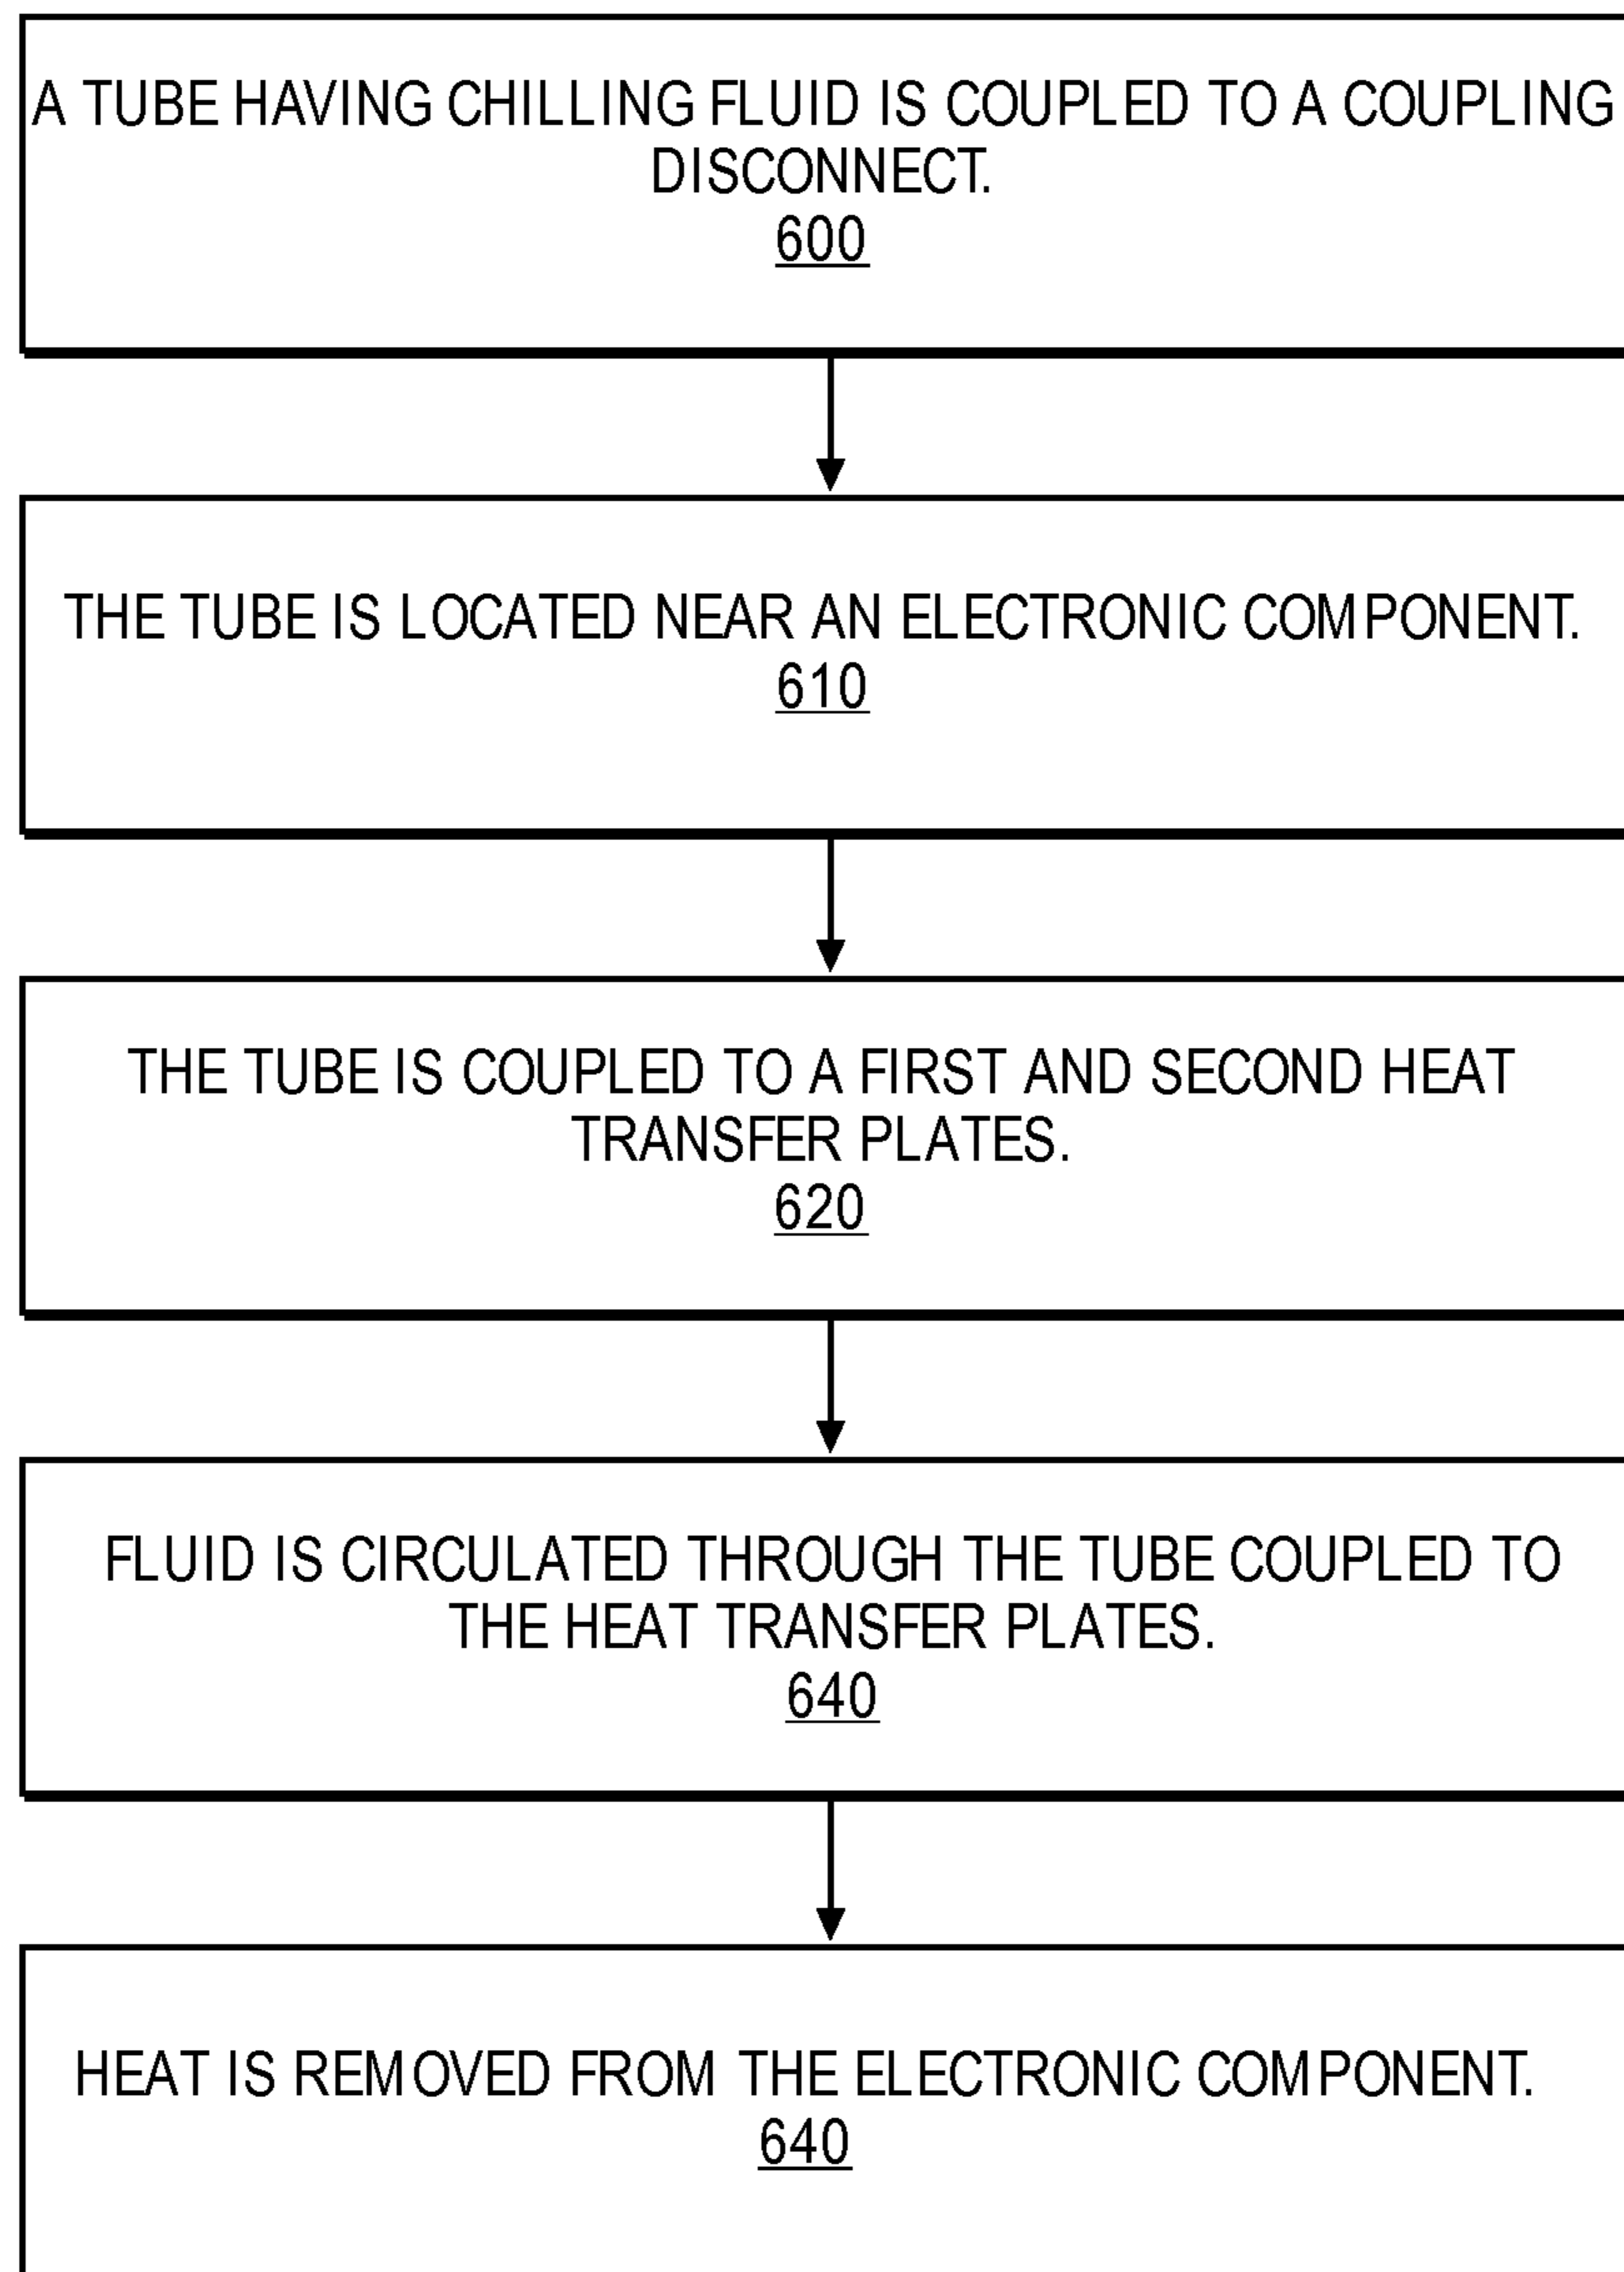 A TUBE HAVING CHILLING FLUID IS COUPLED TO A COUPLING
DISCONNECT.
600
THE TUBE IS LOCATED NEAR AN ELECTRONIC COMPONENT.
610
THE TUBE IS COUPLED TO A FIRST AND SECOND HEAT
TRANSFER PLATES.
620
FLUID IS CIRCULATED THROUGH THE TUBE COUPLED TO
THE HEAT TRANSFER PLATES.
640
HEAT IS REMOVED FROM THE ELECTRONIC COMPONENT.
640